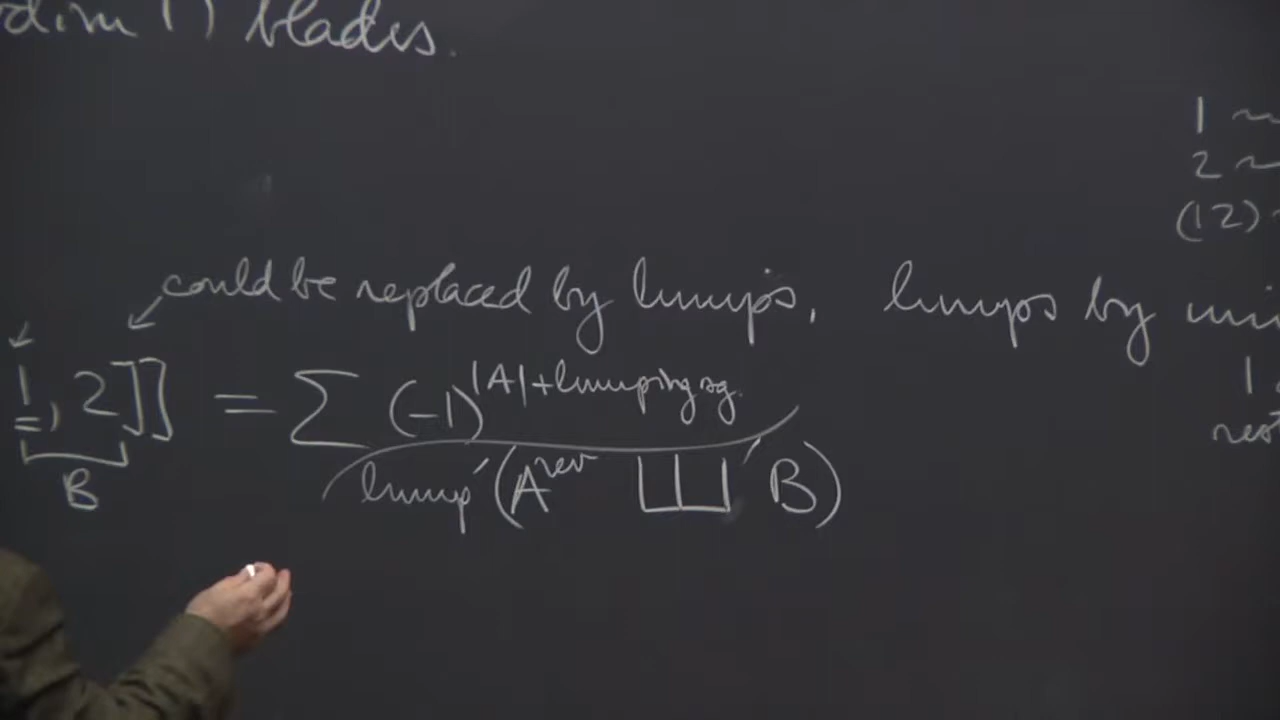 dim 1) blades.
1 ~
2 ~
(12)
could be replaced by lumps, lumps by
1, 2]] = ∑ (-1)^{|A|+lumping sg.}
B
lump′(A^{rev} ⧢′ B)
1